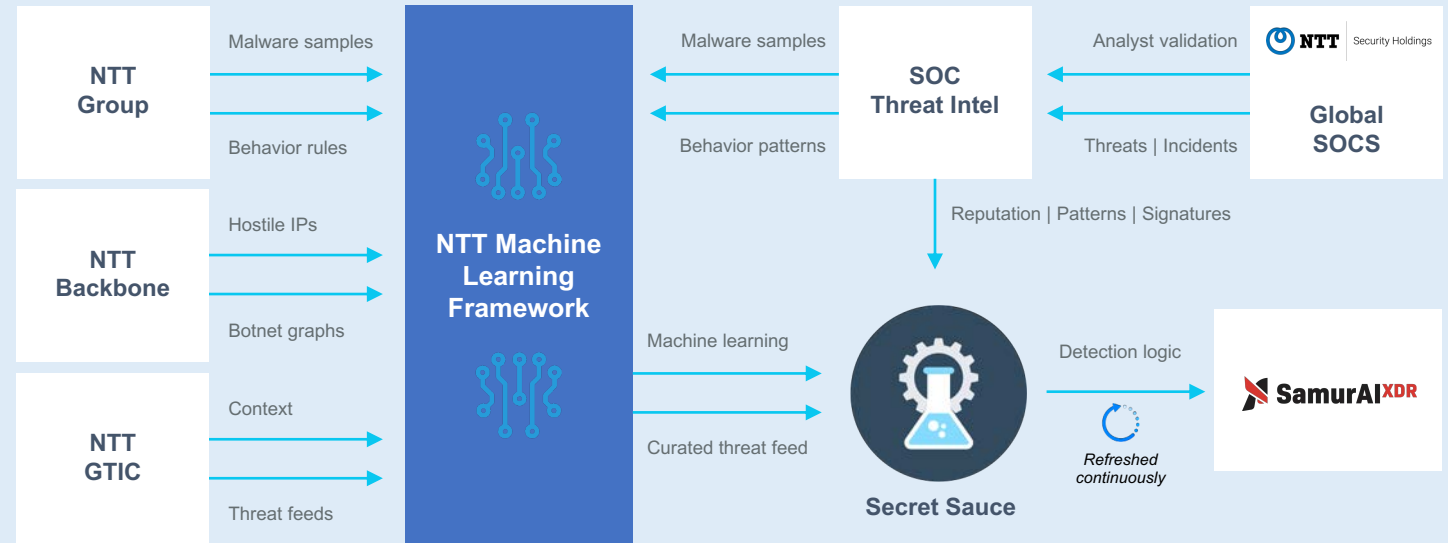 NTT
Group
Malware samples
Behavior rules
NTT
Backbone
Hostile IPs
Botnet graphs
NTT
GTIC
Context
Threat feeds
NTT Machine
Learning
Framework
Malware samples
Behavior patterns
SOC
Threat Intel
Analyst validation
Threats | Incidents
NTT Security Holdings
Global
SOCS
Reputation | Patterns | Signatures
Machine learning
Curated threat feed
Secret Sauce
Detection logic
Refreshed
continuously
SamurAI XDR